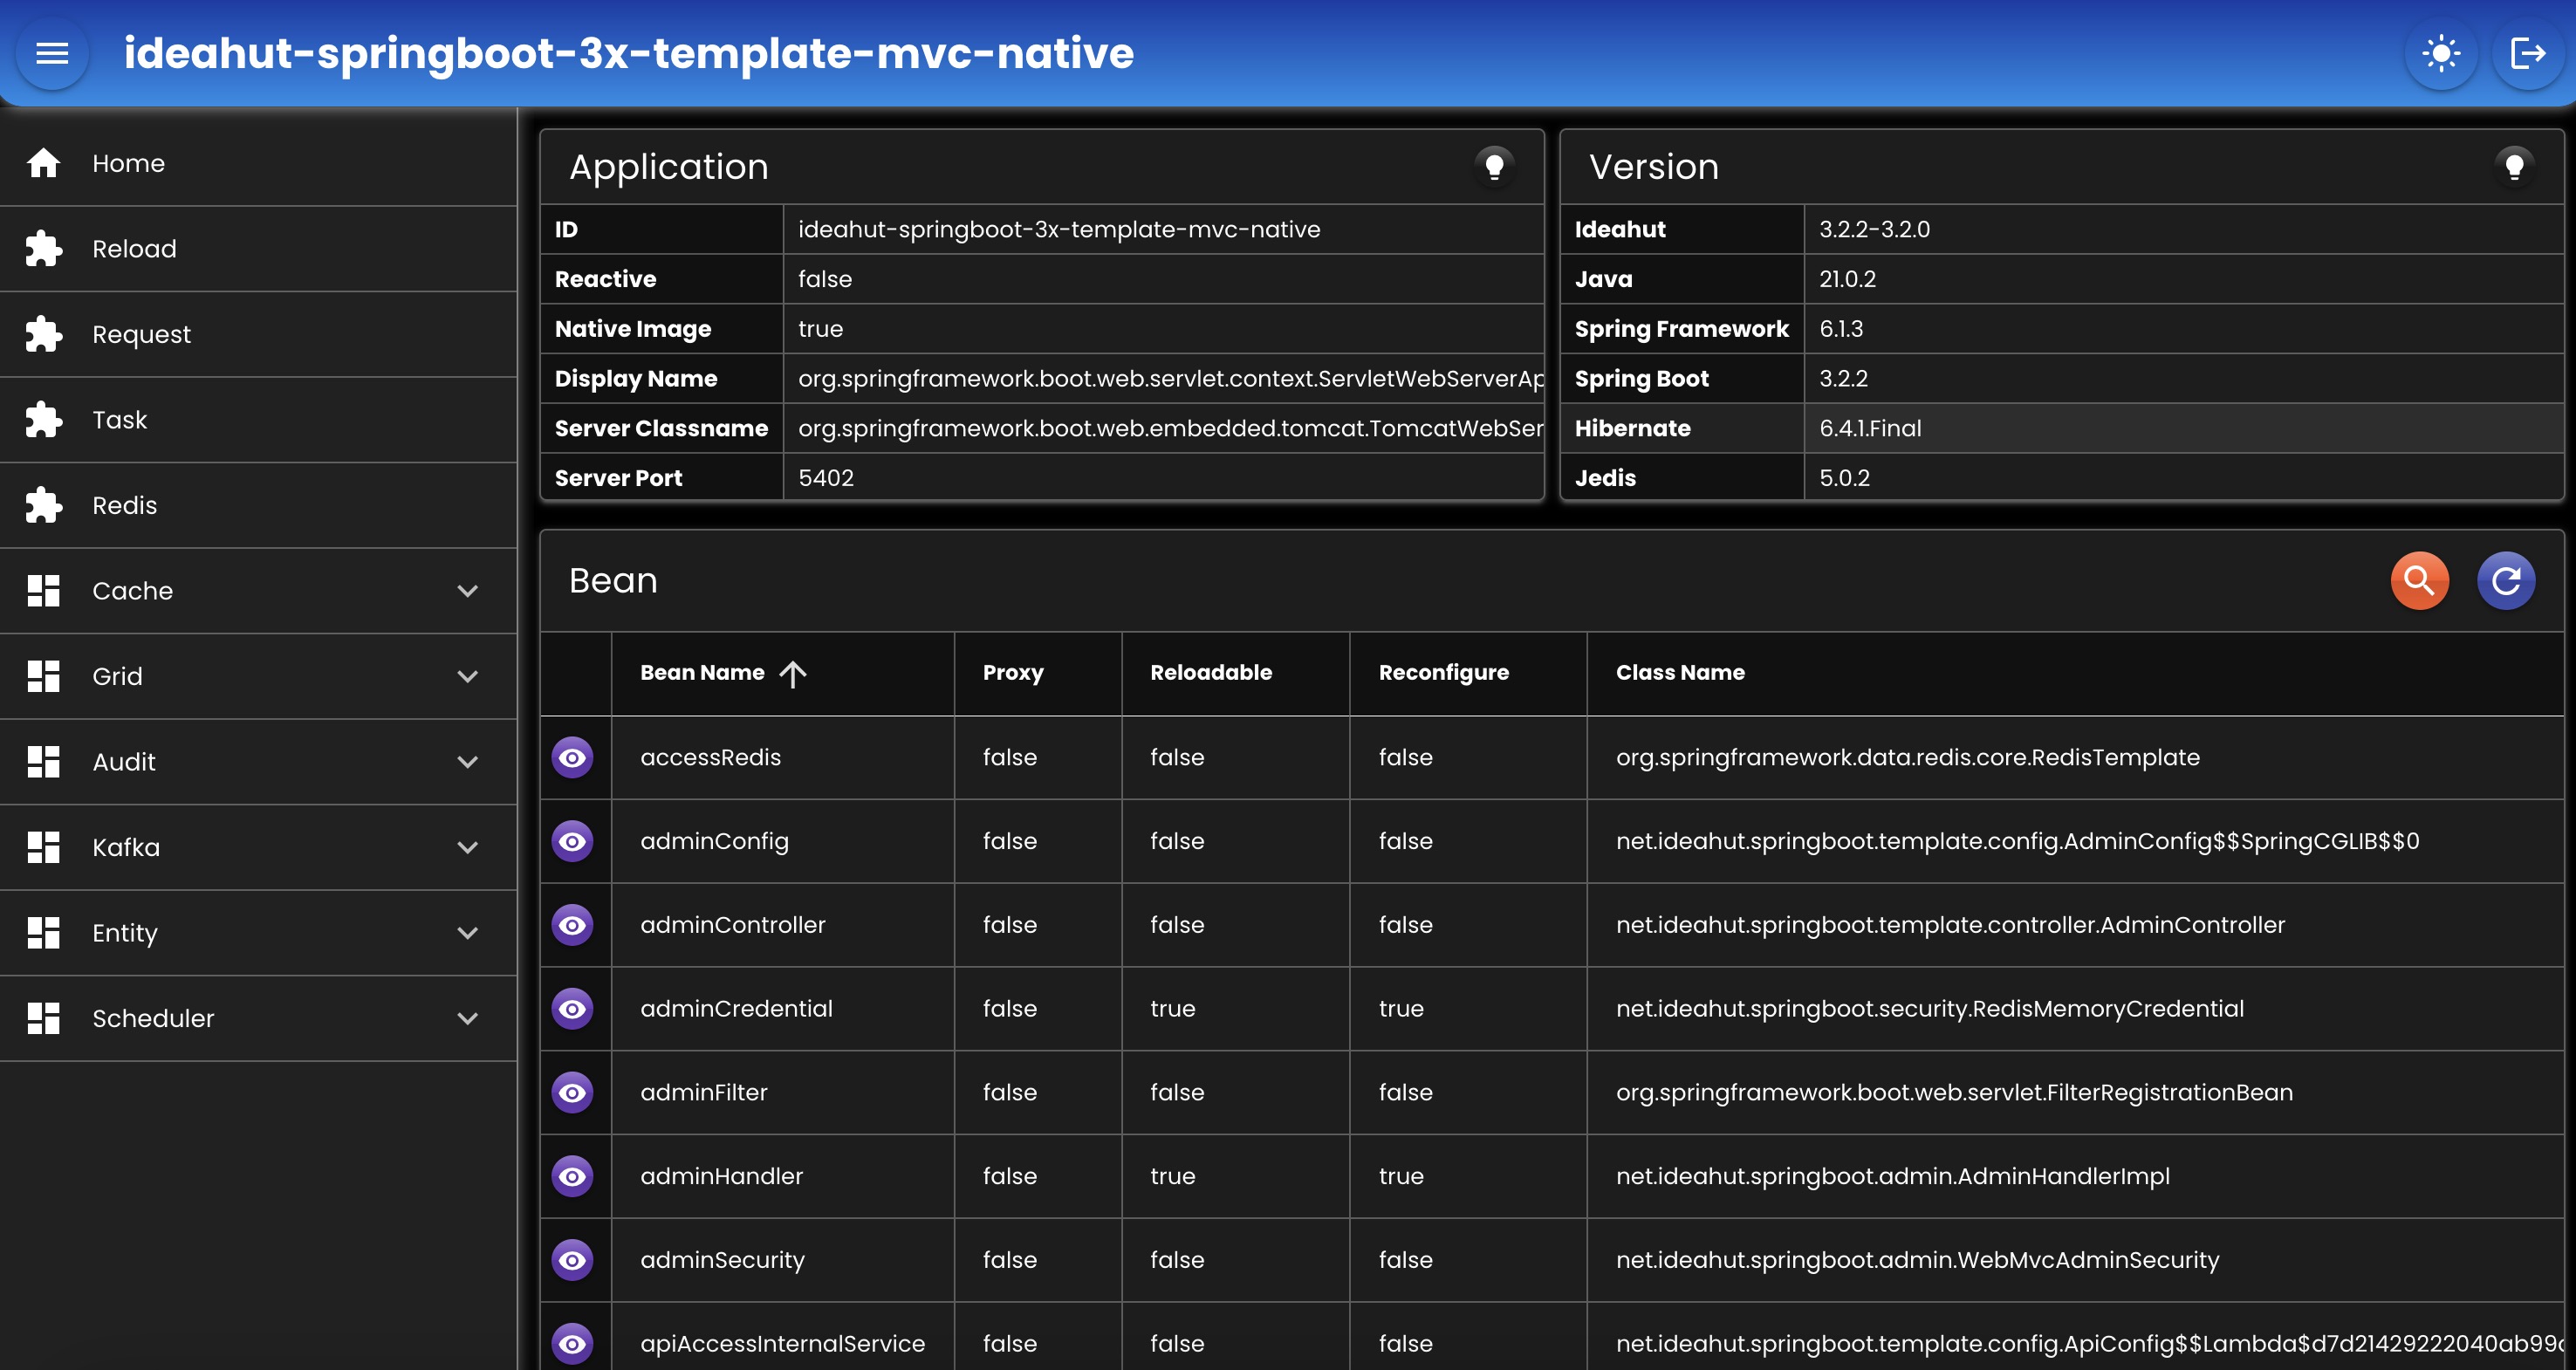 ideahut-springboot-3x-template-mvc-native
Home
Reload
Request
Task
Redis
Cache
Grid
Audit
Kafka
Entity
Scheduler
Application
ID ideahut-springboot-3x-template-mvc-native
Reactive false
Native Image true
Display Name org.springframework.boot.web.servlet.context.ServletWebServerAp
Server Classname org.springframework.boot.web.embedded.tomcat.TomcatWebSer
Server Port 5402
Version
Ideahut 3.2.2-3.2.0
Java 21.0.2
Spring Framework 6.1.3
Spring Boot 3.2.2
Hibernate 6.4.1.Final
Jedis 5.0.2
Bean
Bean Name Proxy Reloadable Reconfigure Class Name
accessRedis false false false org.springframework.data.redis.core.RedisTemplate
adminConfig false false false net.ideahut.springboot.template.config.AdminConfig$$SpringCGLIB$$0
adminController false false false net.ideahut.springboot.template.controller.AdminController
adminCredential false true true net.ideahut.springboot.security.RedisMemoryCredential
adminFilter false false false org.springframework.boot.web.servlet.FilterRegistrationBean
adminHandler false true true net.ideahut.springboot.admin.AdminHandlerImpl
adminSecurity false false false net.ideahut.springboot.admin.WebMvcAdminSecurity
apiAccessInternalService false false false net.ideahut.springboot.template.config.ApiConfig$$Lambda$d7d21429222040ab99